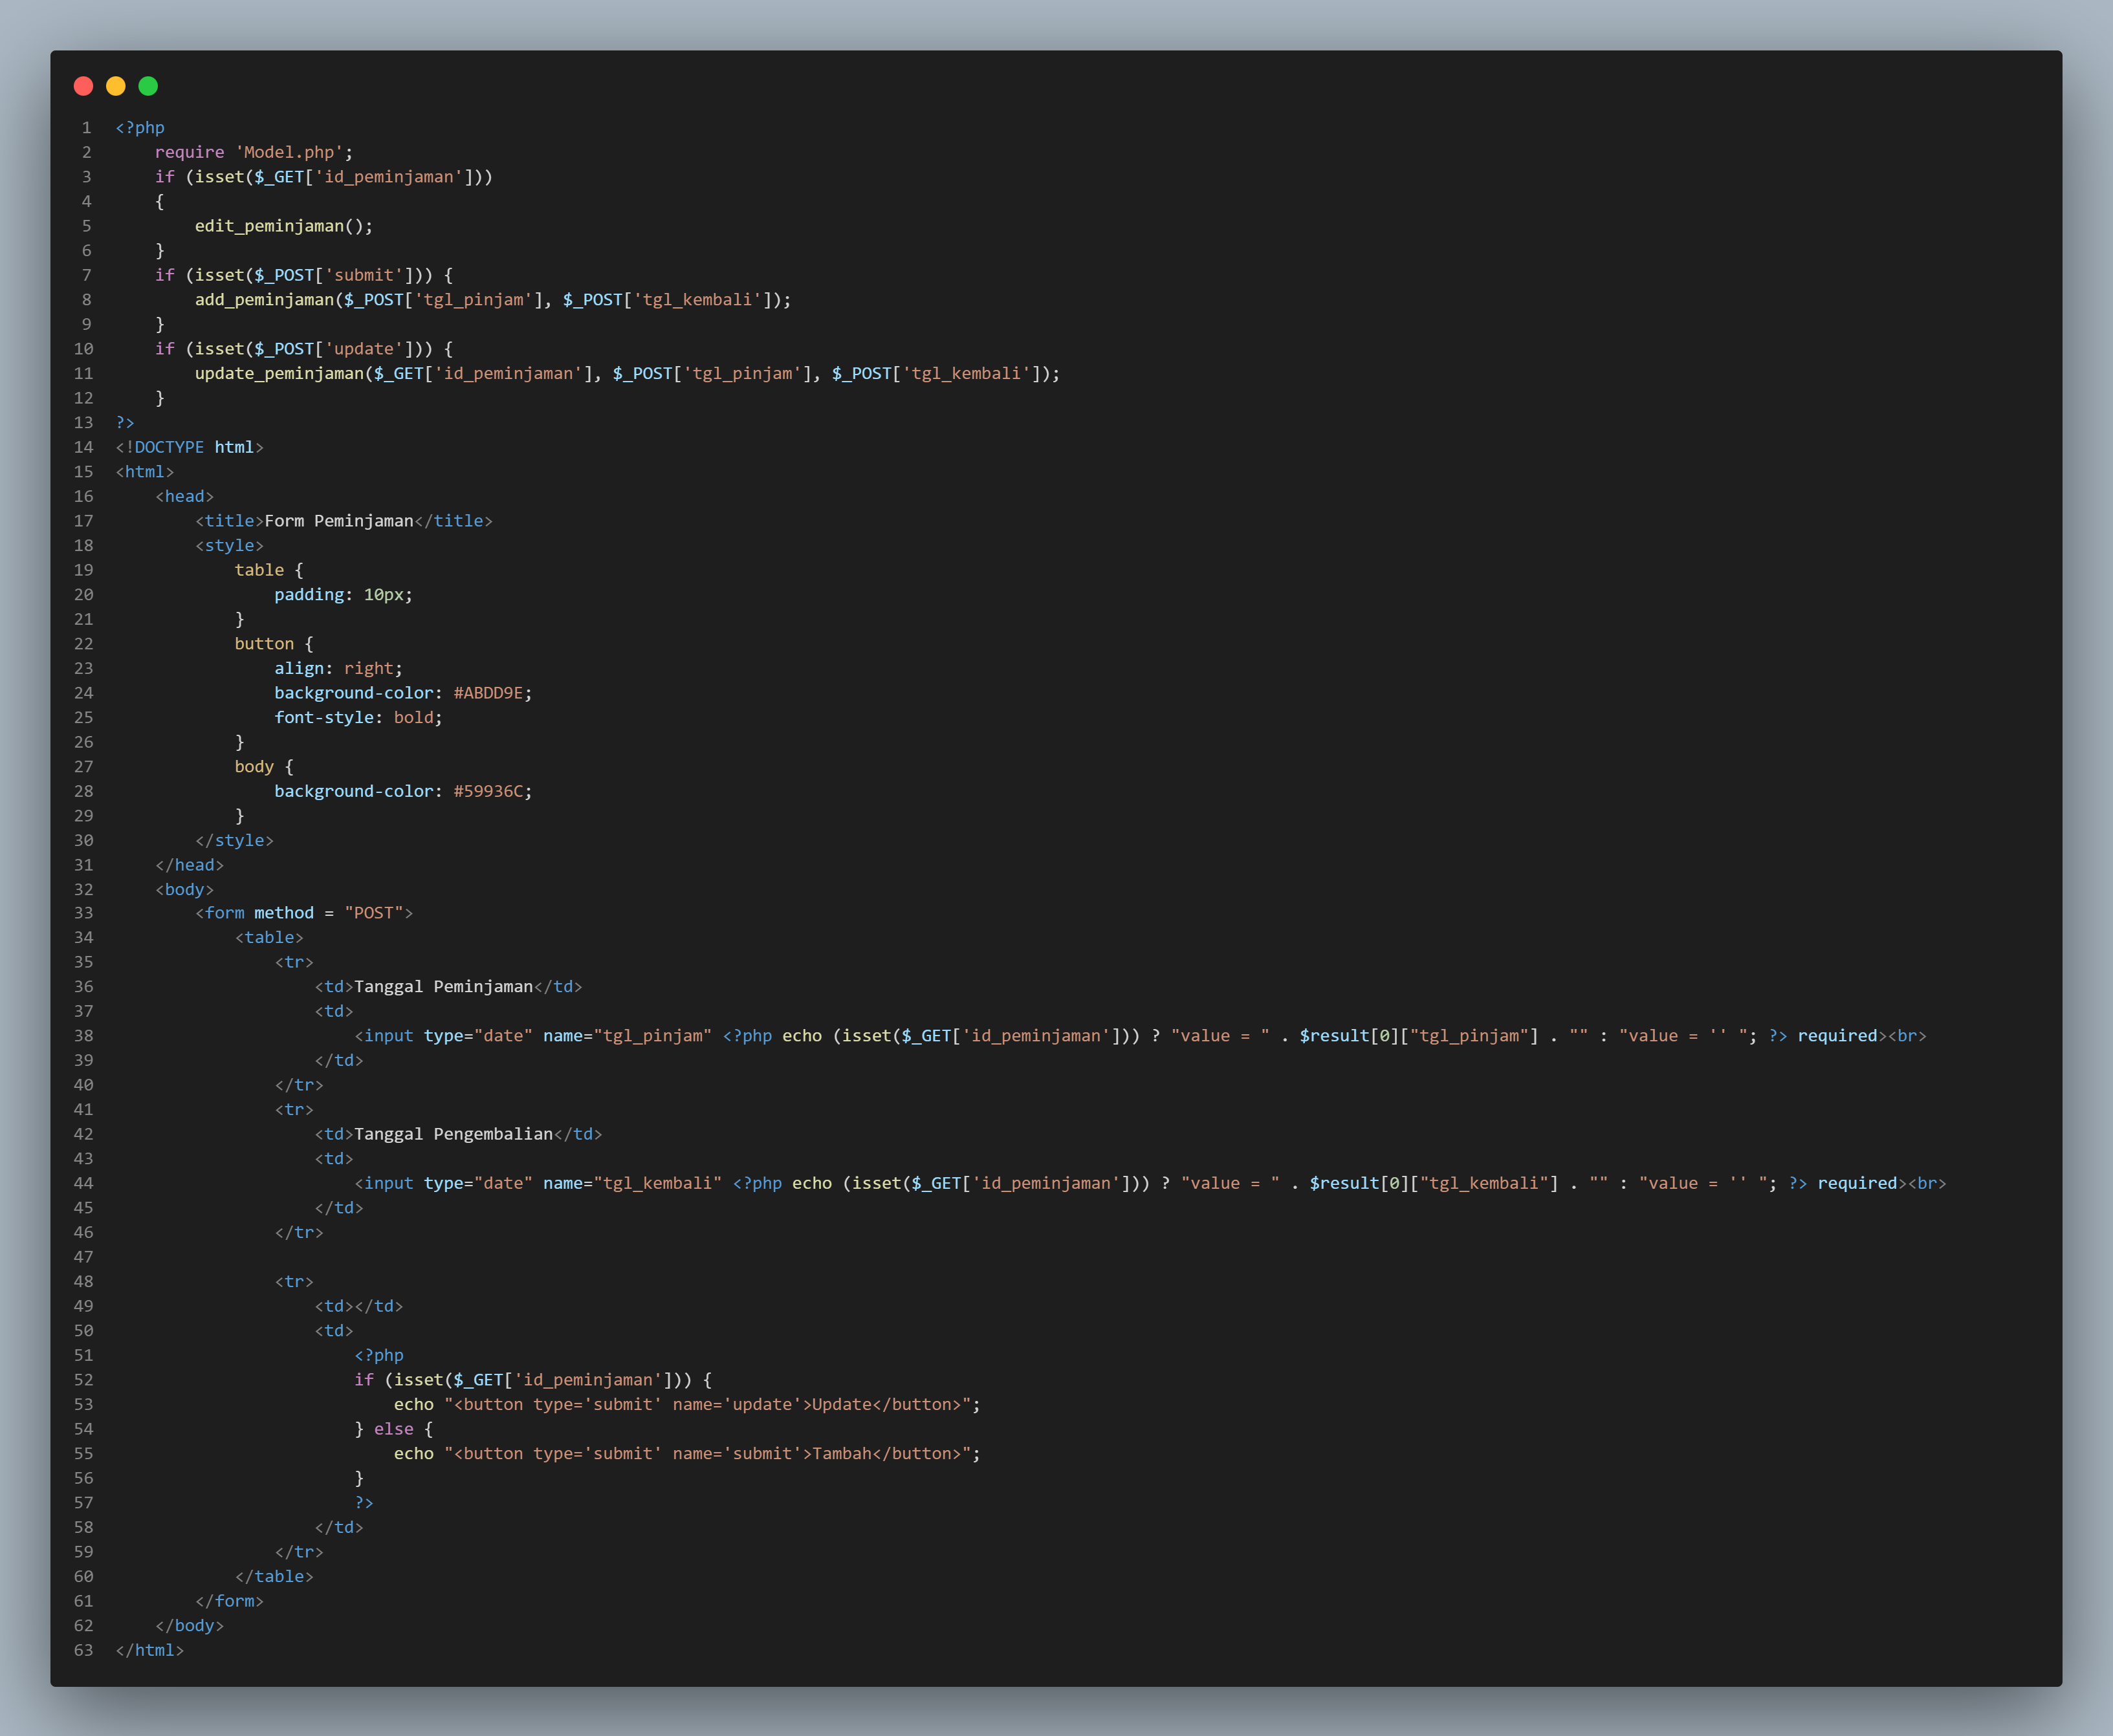 1 <?php
2     require 'Model.php';
3     if (isset($_GET['id_peminjaman']))
4     {
5         edit_peminjaman();
6     }
7     if (isset($_POST['submit'])) {
8         add_peminjaman($_POST['tgl_pinjam'], $_POST['tgl_kembali']);
9     }
10     if (isset($_POST['update'])) {
11         update_peminjaman($_GET['id_peminjaman'], $_POST['tgl_pinjam'], $_POST['tgl_kembali']);
12     }
13 ?>
14 <!DOCTYPE html>
15 <html>
16     <head>
17         <title>Form Peminjaman</title>
18         <style>
19             table {
20                 padding: 10px;
21             }
22             button {
23                 align: right;
24                 background-color: #ABDD9E;
25                 font-style: bold;
26             }
27             body {
28                 background-color: #59936C;
29             }
30         </style>
31     </head>
32     <body>
33         <form method = "POST">
34             <table>
35                 <tr>
36                     <td>Tanggal Peminjaman</td>
37                     <td>
38                         <input type="date" name="tgl_pinjam" <?php echo (isset($_GET['id_peminjaman'])) ? "value = " . $result[0]["tgl_pinjam"] . "" : "value = '' "; ?> required><br>
39                     </td>
40                 </tr>
41                 <tr>
42                     <td>Tanggal Pengembalian</td>
43                     <td>
44                         <input type="date" name="tgl_kembali" <?php echo (isset($_GET['id_peminjaman'])) ? "value = " . $result[0]["tgl_kembali"] . "" : "value = '' "; ?> required><br>
45                     </td>
46                 </tr>
47
48                 <tr>
49                     <td></td>
50                     <td>
51                         <?php
52                         if (isset($_GET['id_peminjaman'])) {
53                             echo "<button type='submit' name='update'>Update</button>";
54                         } else {
55                             echo "<button type='submit' name='submit'>Tambah</button>";
56                         }
57                         ?>
58                     </td>
59                 </tr>
60             </table>
61         </form>
62     </body>
63 </html>